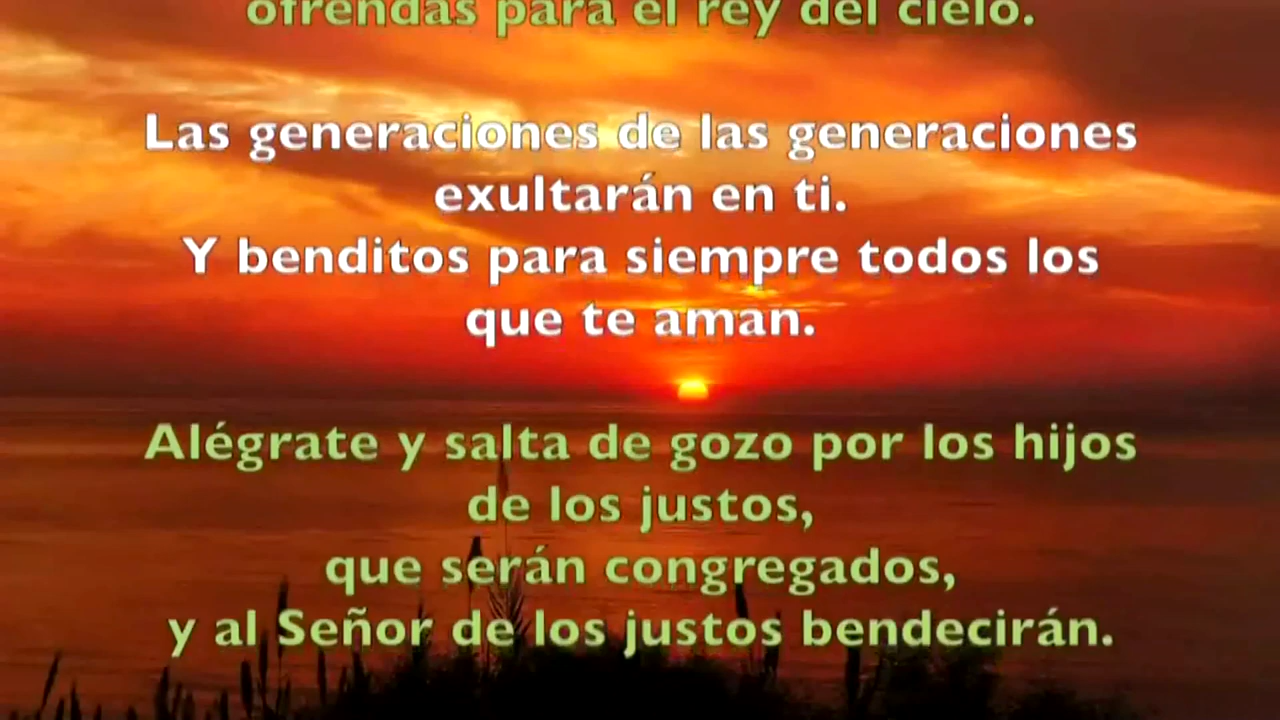 ofrendas para el rey del cielo.
Las generaciones de las generaciones
exultarán en ti.
Y benditos para siempre todos los
que te aman.
Alégrate y salta de gozo por los hijos
de los justos,
que serán congregados,
y al Señor de los justos bendecirán.